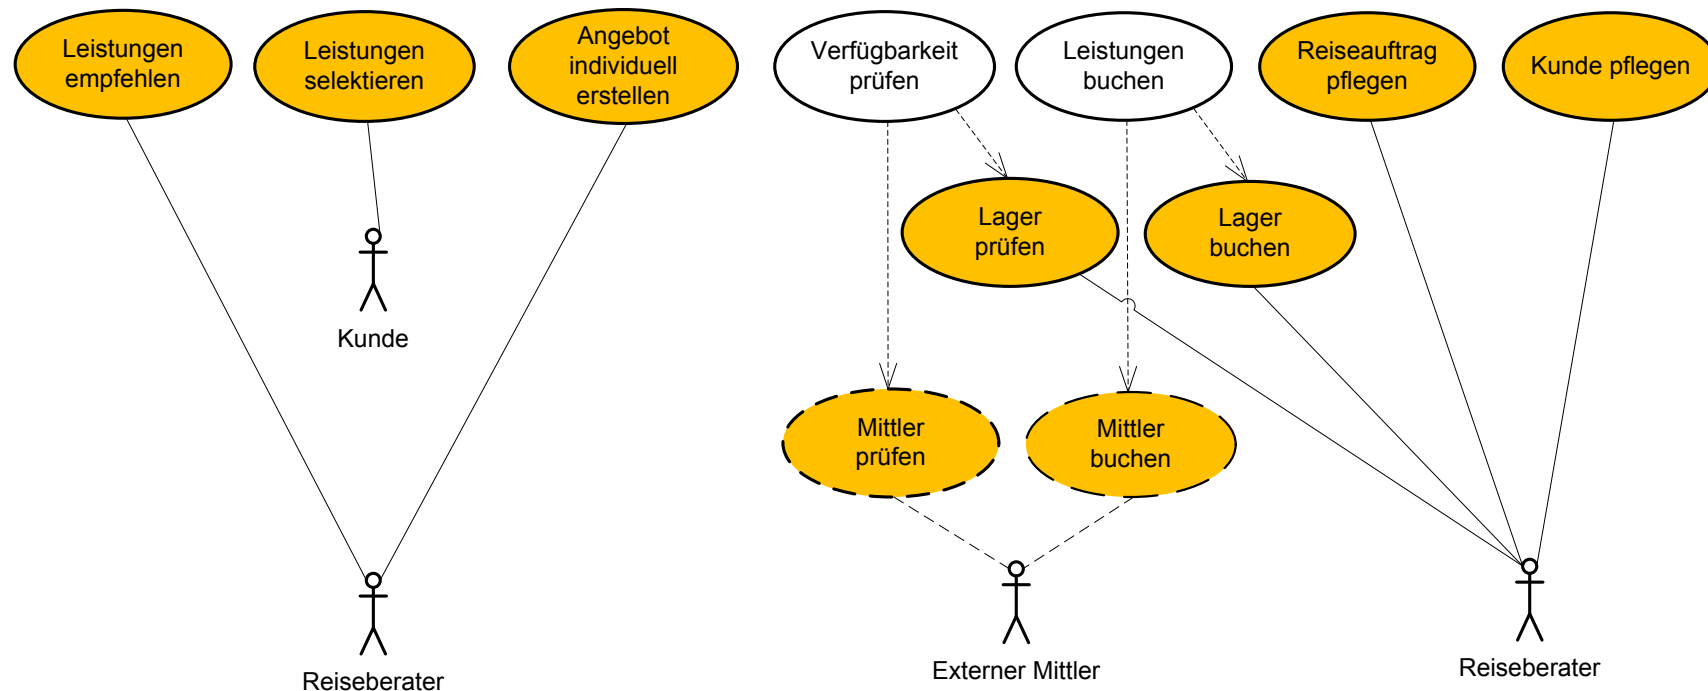 Leistungen
empfehlen
Leistungen
selektieren
Angebot
individuell
erstellen
Verfügbarkeit
prüfen
Leistungen
buchen
Reiseauftrag
pflegen
Kunde pflegen
Lager
prüfen
Lager
buchen
Kunde
Mittler
prüfen
Mittler
buchen
Reiseberater
Externer Mittler
Reiseberater